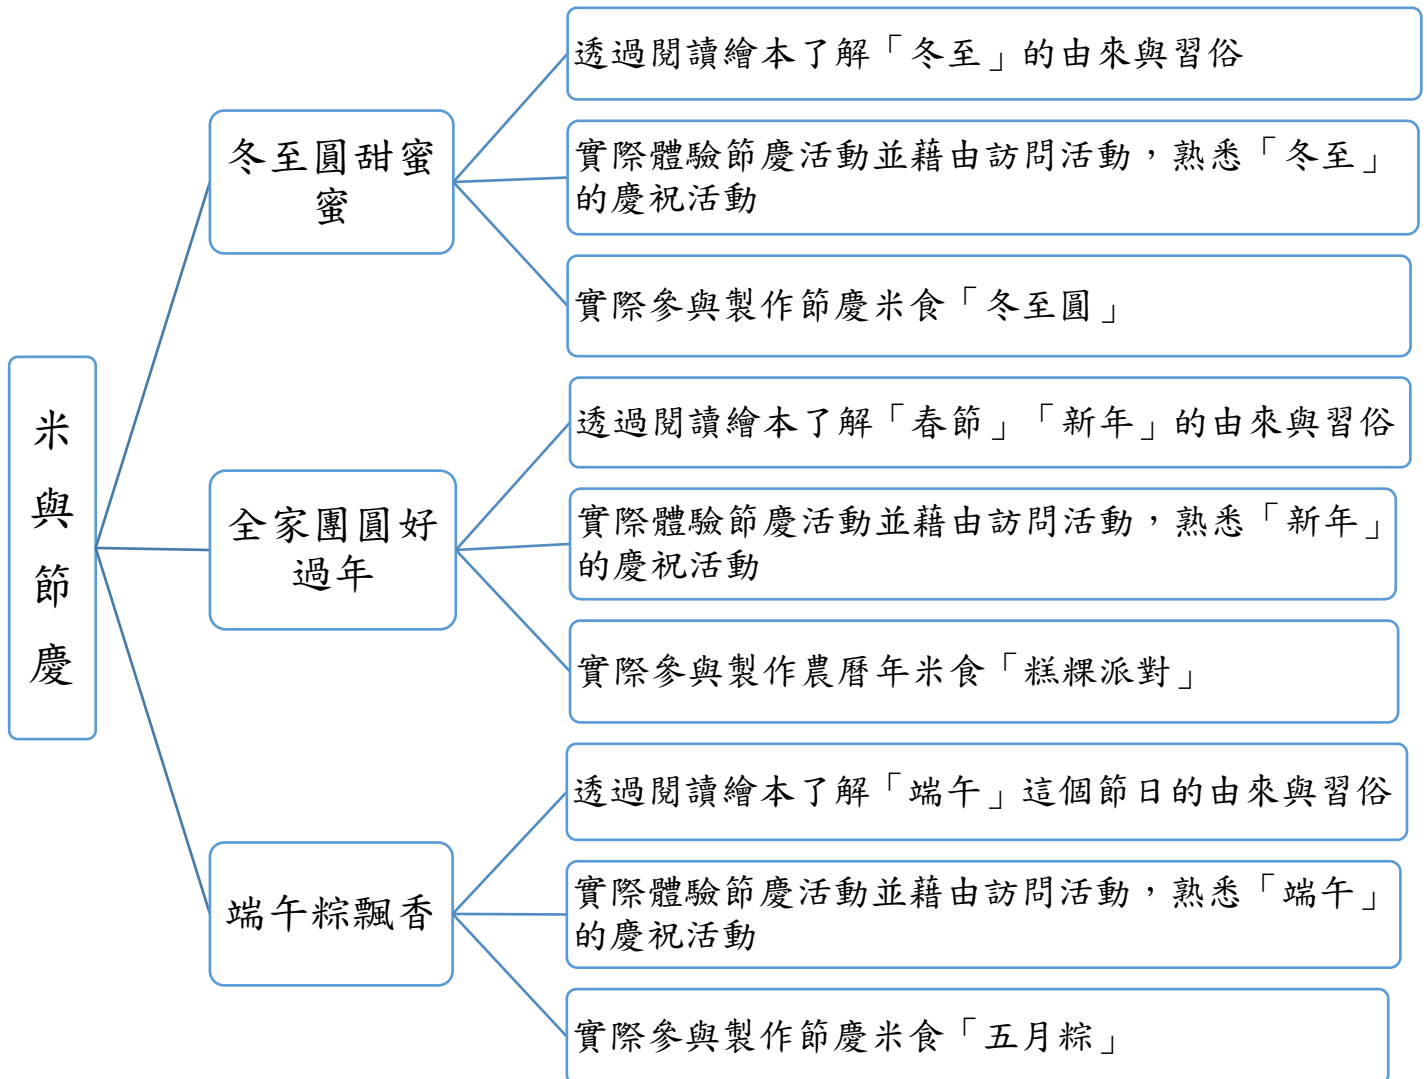 米
與
節
慶
冬至圓甜蜜
蜜
透過閱讀繪本了解「冬至」的由來與習俗
實際體驗節慶活動並藉由訪問活動，熟悉「冬至」
的慶祝活動
實際參與製作節慶米食「冬至圓」
全家團圓好
過年
透過閱讀繪本了解「春節」「新年」的由來與習俗
實際體驗節慶活動並藉由訪問活動，熟悉「新年」
的慶祝活動
實際參與製作農曆年米食「糕粿派對」
端午粽飄香
透過閱讀繪本了解「端午」這個節日的由來與習俗
實際體驗節慶活動並藉由訪問活動，熟悉「端午」
的慶祝活動
實際參與製作節慶米食「五月粽」